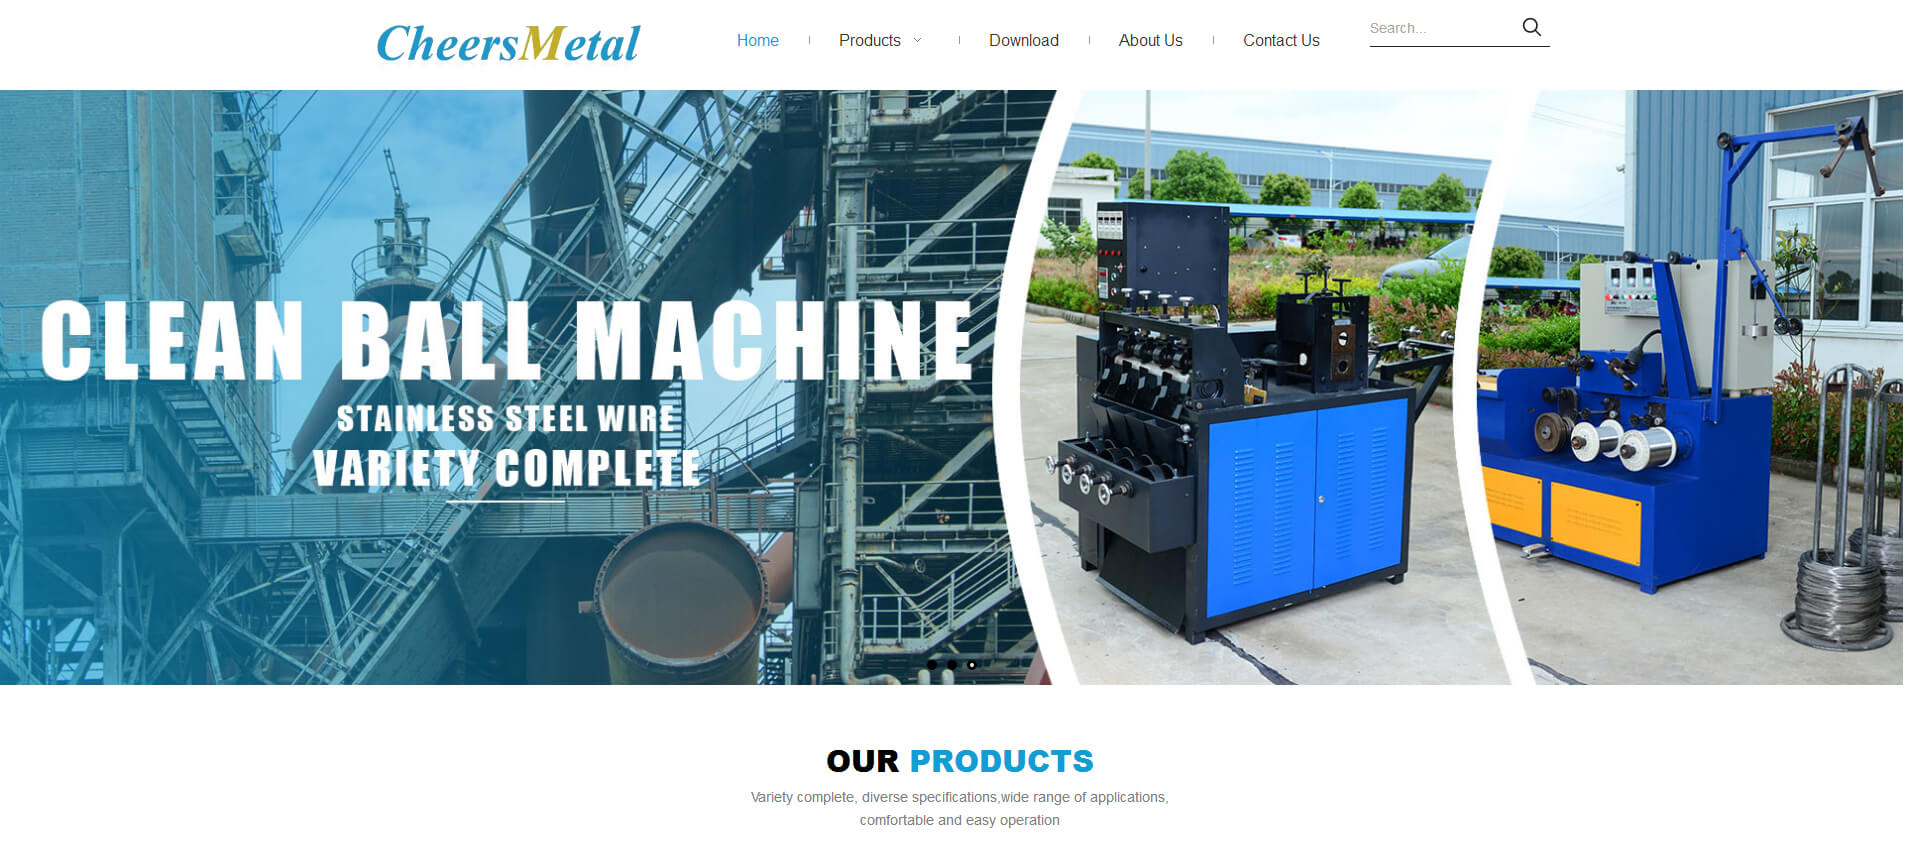 CheersMetal
Home
Products
Download
About Us
Contact Us
Search...
CLEAN BALL MACHINE
STAINLESS STEEL WIRE
VARIETY COMPLETE
OUR PRODUCTS
Variety complete, diverse specifications,wide range of applications,
comfortable and easy operation